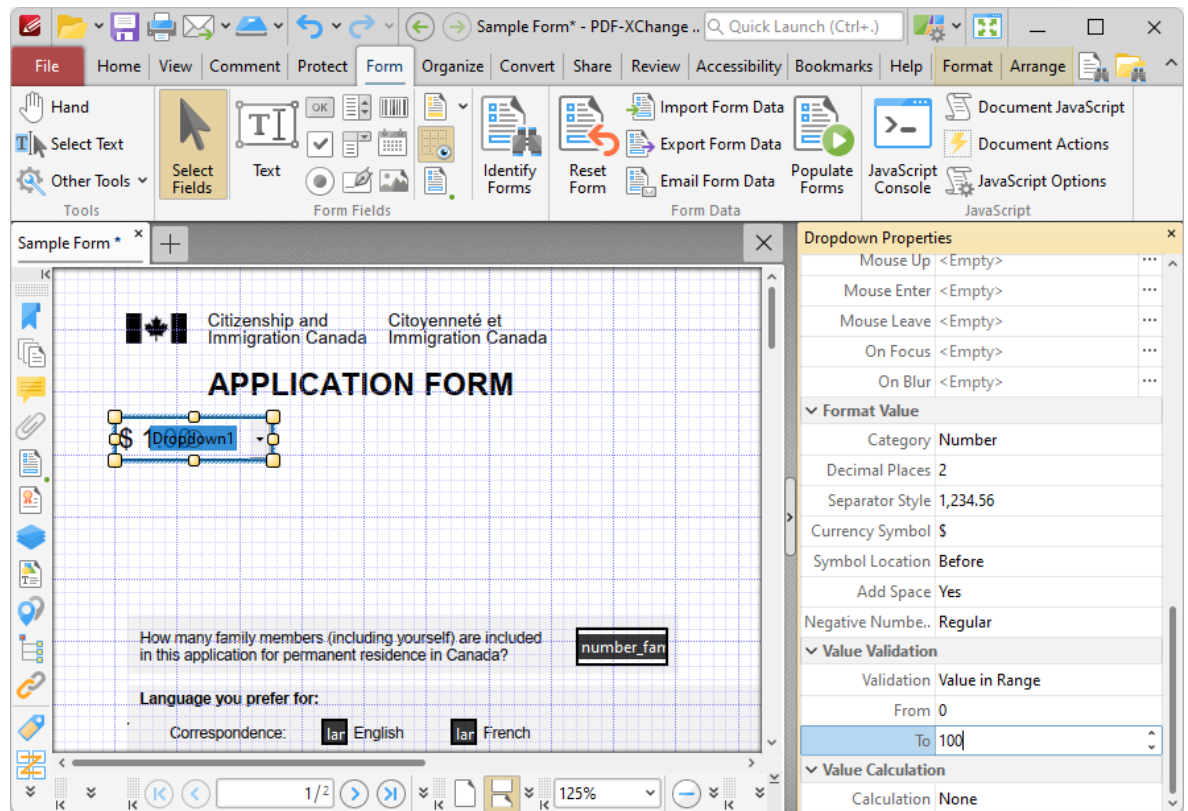 Sample Form* - PDF-XChange ..
Quick Launch (Ctrl+.)
File Home View Comment Protect Form Organize Convert Share Review Accessibility Bookmarks Help Format Arrange
Hand
Select Text
Other Tools
Tools
Select Fields
Text
OK
Form Fields
Identify Forms
Reset Form
Import Form Data
Export Form Data
Email Form Data
Populate Forms
Form Data
JavaScript Console
Document JavaScript
Document Actions
JavaScript Options
JavaScript
Sample Form *
Citizenship and Immigration Canada
Citoyenneté et Immigration Canada
APPLICATION FORM
$ 1 Dropdown1
How many family members (including yourself) are included
in this application for permanent residence in Canada?
number_fan
Language you prefer for:
Correspondence: lar English lar French
1/2
125%
Dropdown Properties
Mouse Up <Empty>
Mouse Enter <Empty>
Mouse Leave <Empty>
On Focus <Empty>
On Blur <Empty>
Format Value
Category Number
Decimal Places 2
Separator Style 1,234.56
Currency Symbol $
Symbol Location Before
Add Space Yes
Negative Numbe.. Regular
Value Validation
Validation Value in Range
From 0
To 100
Value Calculation
Calculation None